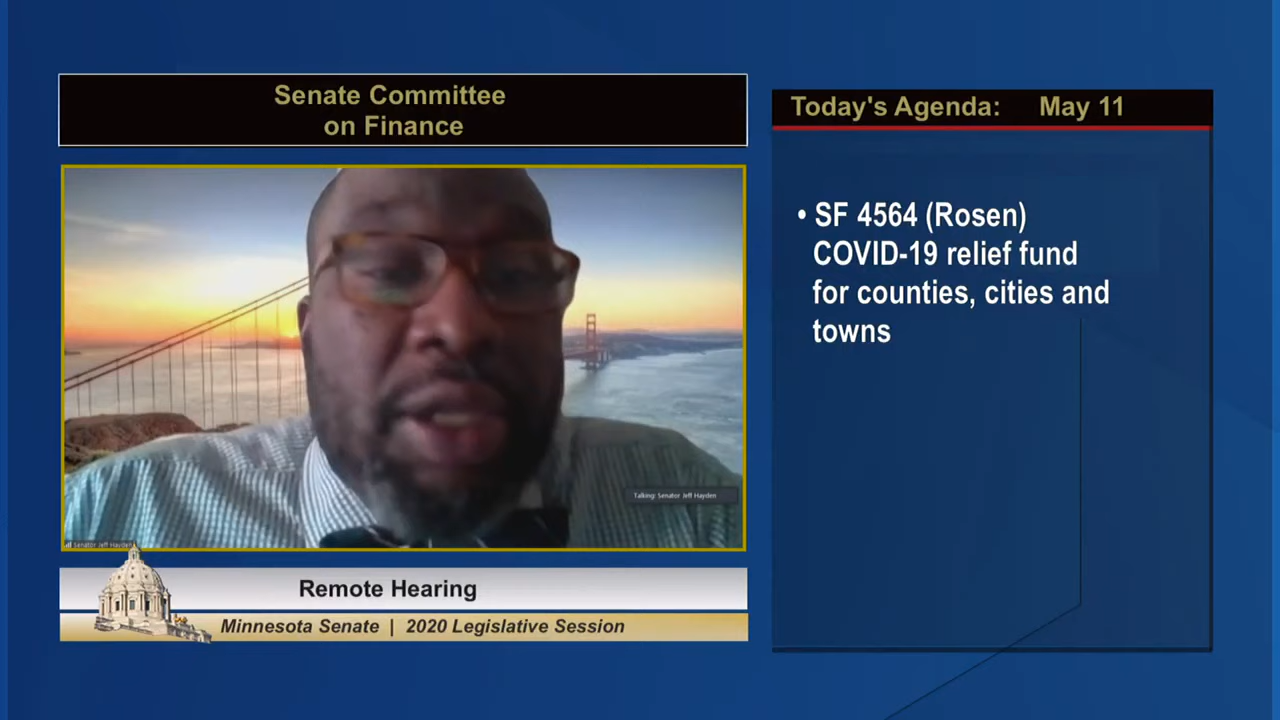 Senate Committee
on Finance
Today's Agenda: May 11
• SF 4564 (Rosen)
COVID-19 relief fund
for counties, cities and
towns
Talking: Senator Jeff Hayden
Senator Jeff Hayden
Remote Hearing
Minnesota Senate | 2020 Legislative Session